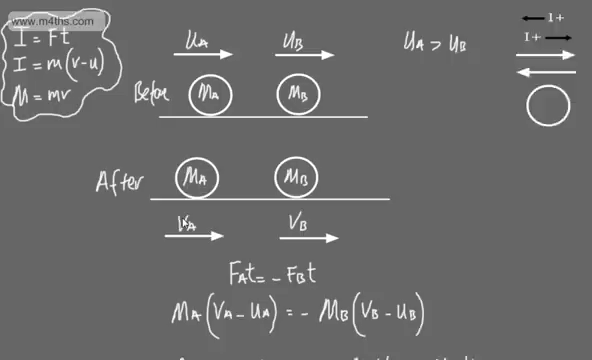 www.m4ths.com
I = Ft
I = m(v-u)
M = mv
UA UB
UA > UB
I+
I+
Before MA MB
After MA MB
VA VB
FAt = - FBt
MA(VA - UA) = - MB(VB - UB)